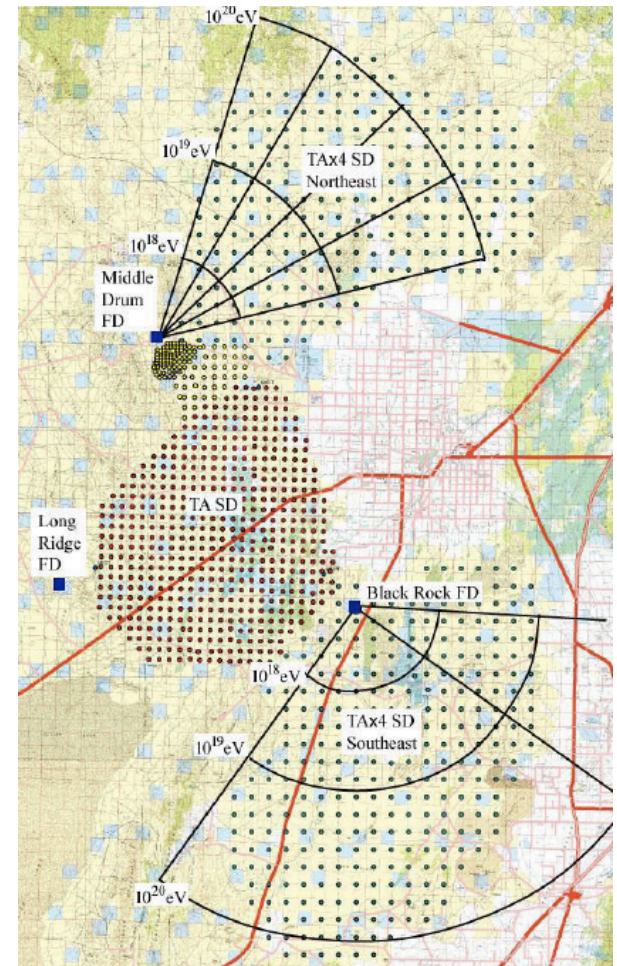 10²⁰eV
10¹⁹eV
TAx4 SD
Northeast
10¹⁸eV
Middle
Drum
FD
TA SD
Long
Ridge
FD
Black Rock FD
10¹⁸eV
TAx4 SD
Southeast
10¹⁹eV
10²⁰eV